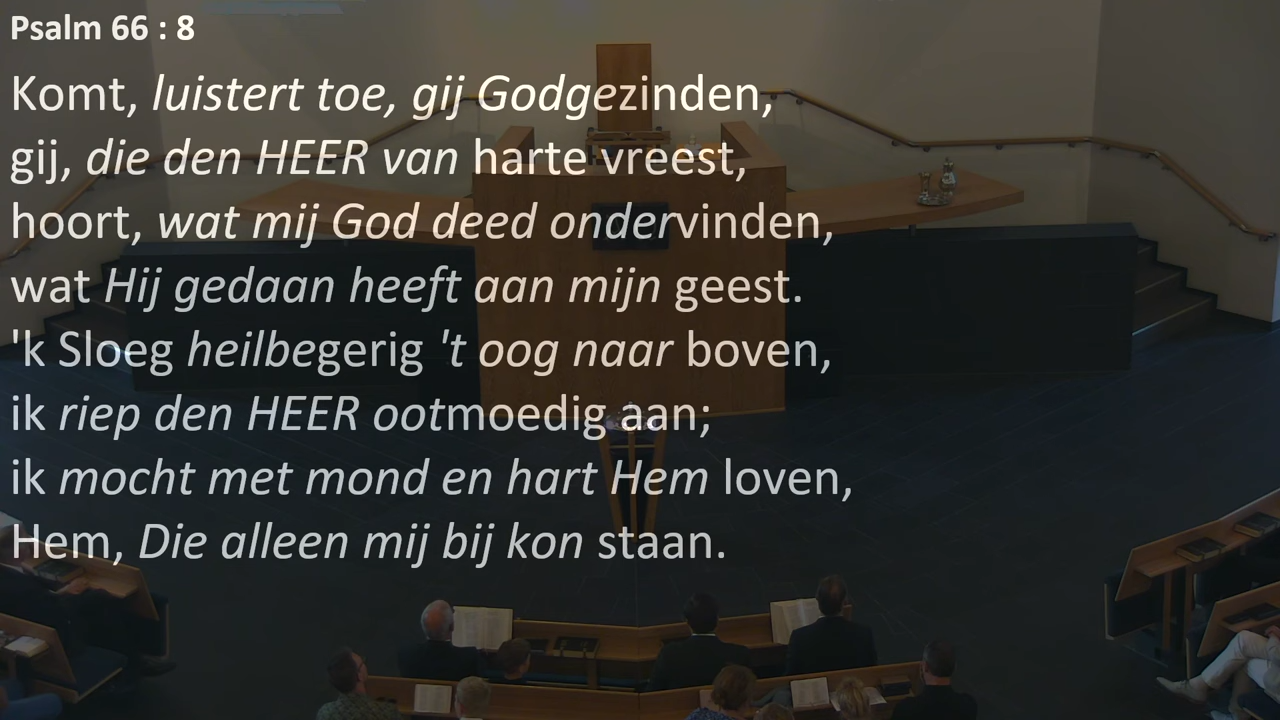 Psalm 66 : 8
Komt, luistert toe, gij Godgezinden,
gij, die den HEER van harte vreest,
hoort, wat mij God deed ondervinden,
wat Hij gedaan heeft aan mijn geest.
'k Sloeg heilbegerig 't oog naar boven,
ik riep den HEER ootmoedig aan;
ik mocht met mond en hart Hem loven,
Hem, Die alleen mij bij kon staan.